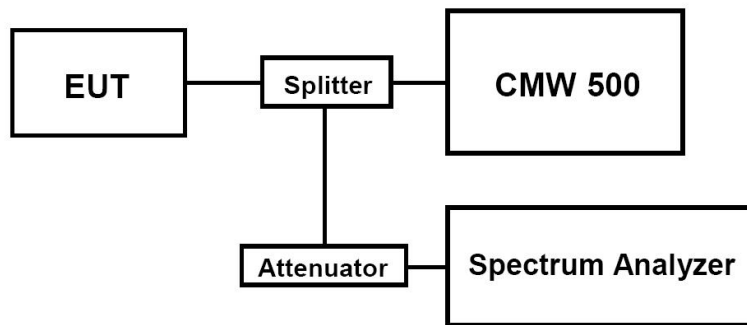 EUT
Splitter
CMW 500
Attenuator
Spectrum Analyzer